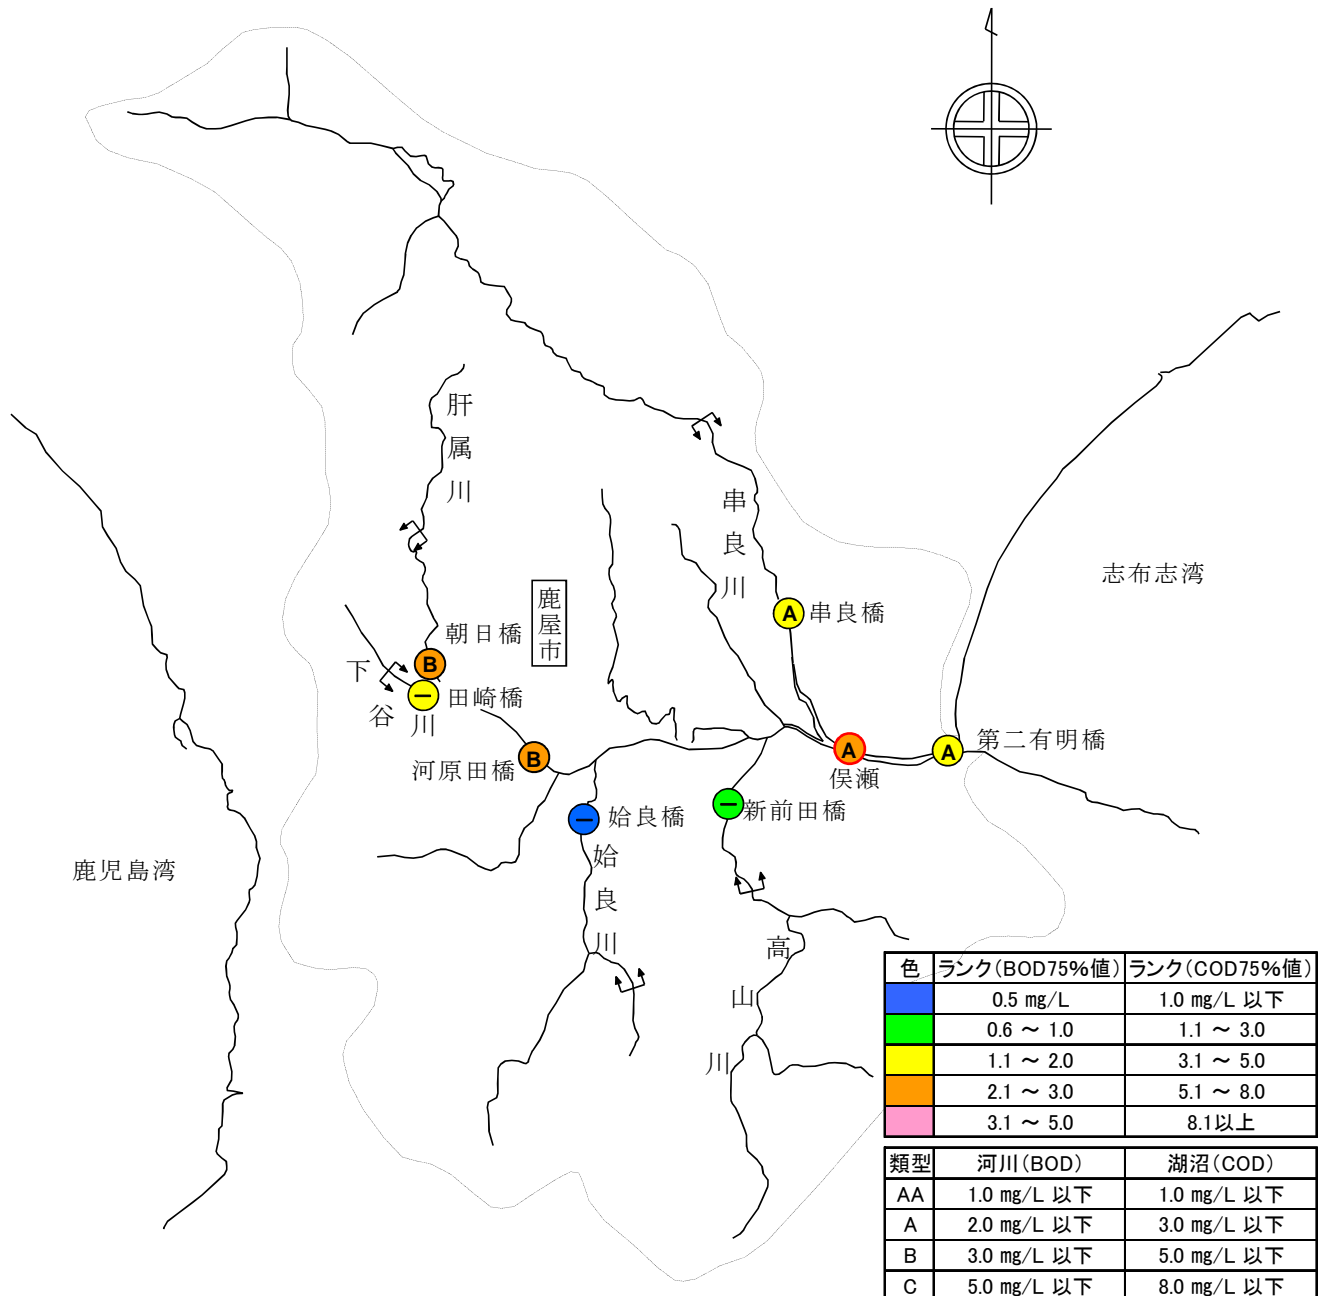 肝属川
串良川
志布志湾
鹿屋市
A 串良橋
朝日橋
B
下谷川
一 田崎橋
第二有明橋
A
A
俣瀬
河原田橋
B
一 新前田橋
一 姶良橋
姶良川
鹿児島湾
高山川
色 ランク(BOD75%値) ランク(COD75%値)
0.5 mg/L 1.0 mg/L 以下
0.6 ～ 1.0 1.1 ～ 3.0
1.1 ～ 2.0 3.1 ～ 5.0
2.1 ～ 3.0 5.1 ～ 8.0
3.1 ～ 5.0 8.1以上
類型 河川(BOD) 湖沼(COD)
AA 1.0 mg/L 以下 1.0 mg/L 以下
A 2.0 mg/L 以下 3.0 mg/L 以下
B 3.0 mg/L 以下 5.0 mg/L 以下
C 5.0 mg/L 以下 8.0 mg/L 以下